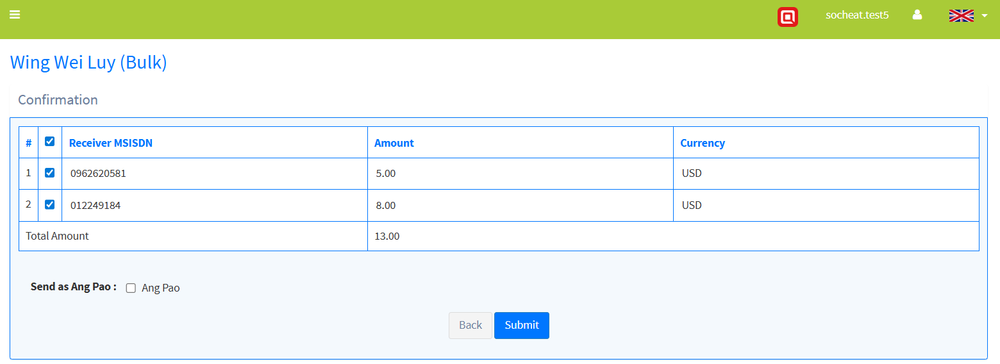 socheat.test5
Wing Wei Luy (Bulk)
Confirmation
# Receiver MSISDN Amount Currency
1 0962620581 5.00 USD
2 012249184 8.00 USD
Total Amount 13.00
Send as Ang Pao : Ang Pao
Back Submit